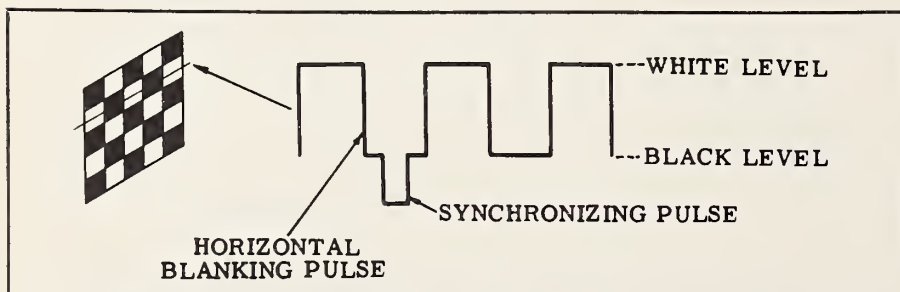 WHITE LEVEL
BLACK LEVEL
SYNCHRONIZING PULSE
HORIZONTAL
BLANKING PULSE